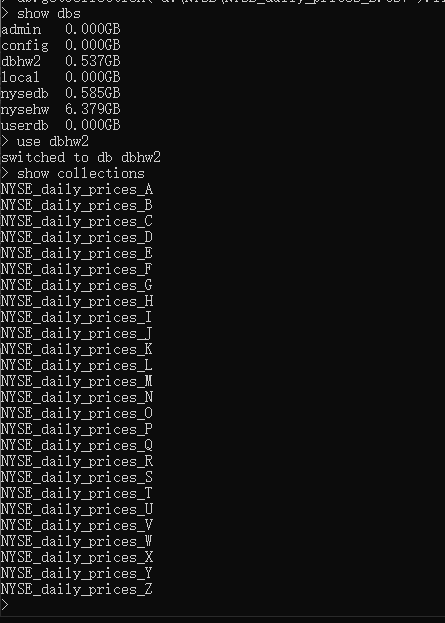 > show dbs
admin 0.000GB
config 0.000GB
dbhw2 0.537GB
local 0.000GB
nysedb 0.585GB
nysehw 6.379GB
userdb 0.000GB
> use dbhw2
switched to db dbhw2
> show collections
NYSE_daily_prices_A
NYSE_daily_prices_B
NYSE_daily_prices_C
NYSE_daily_prices_D
NYSE_daily_prices_E
NYSE_daily_prices_F
NYSE_daily_prices_G
NYSE_daily_prices_H
NYSE_daily_prices_I
NYSE_daily_prices_J
NYSE_daily_prices_K
NYSE_daily_prices_L
NYSE_daily_prices_M
NYSE_daily_prices_N
NYSE_daily_prices_O
NYSE_daily_prices_P
NYSE_daily_prices_Q
NYSE_daily_prices_R
NYSE_daily_prices_S
NYSE_daily_prices_T
NYSE_daily_prices_U
NYSE_daily_prices_V
NYSE_daily_prices_W
NYSE_daily_prices_X
NYSE_daily_prices_Y
NYSE_daily_prices_Z
>